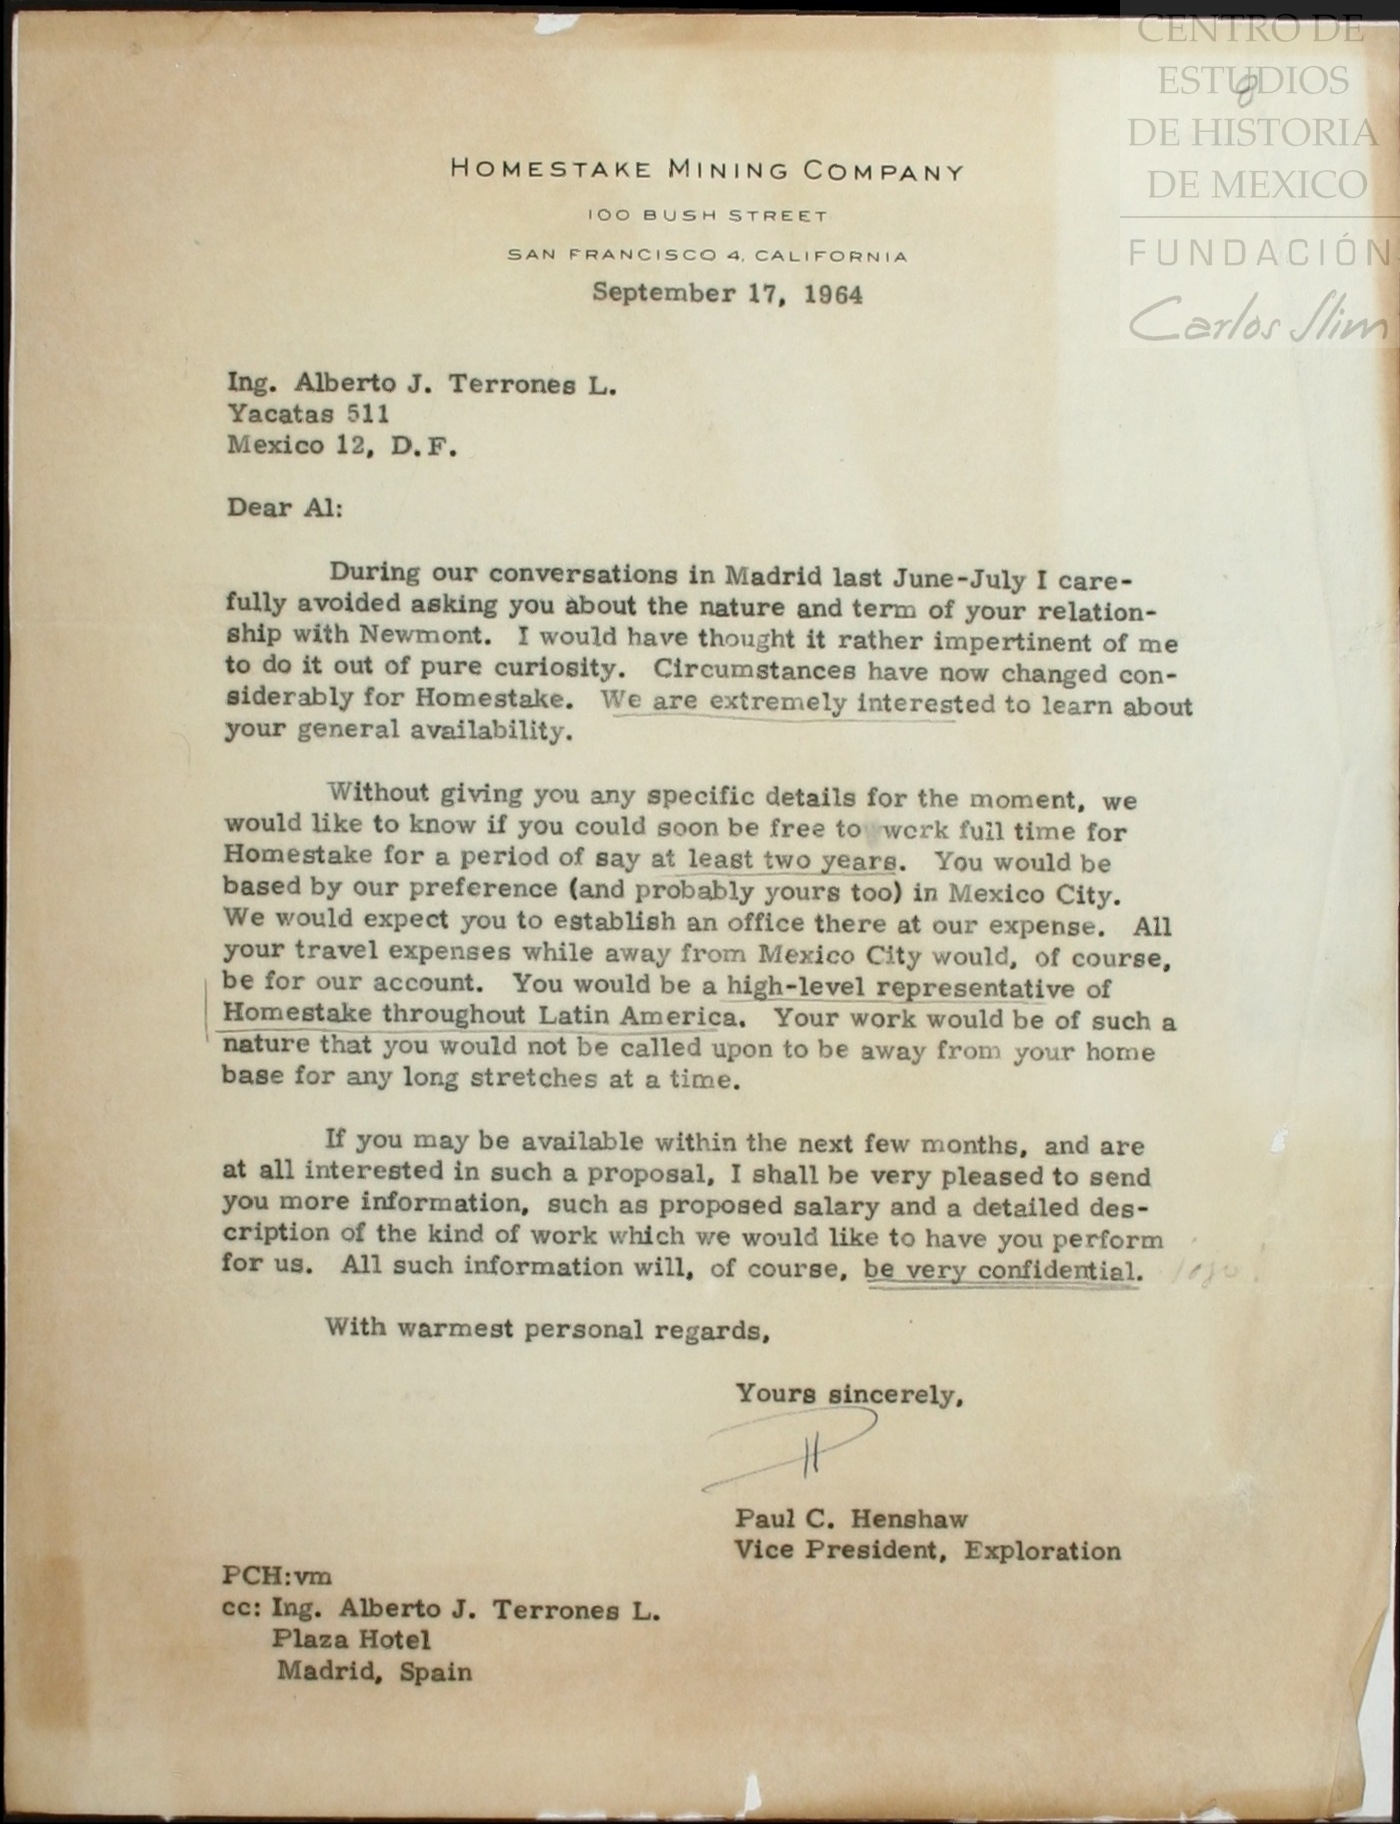 CENTRO DE
ESTUDIOS
DE HISTORIA
DE MEXICO
FUNDACIÓN
Carlos Slim
8
HOMESTAKE MINING COMPANY
100 BUSH STREET
SAN FRANCISCO 4, CALIFORNIA
September 17, 1964
Ing. Alberto J. Terrones L.
Yacatas 511
Mexico 12, D.F.
Dear Al:
During our conversations in Madrid last June-July I care-
fully avoided asking you about the nature and term of your relation-
ship with Newmont. I would have thought it rather impertinent of me
to do it out of pure curiosity. Circumstances have now changed con-
siderably for Homestake. We are extremely interested to learn about
your general availability.
Without giving you any specific details for the moment, we
would like to know if you could soon be free to work full time for
Homestake for a period of say at least two years. You would be
based by our preference (and probably yours too) in Mexico City.
We would expect you to establish an office there at our expense. All
your travel expenses while away from Mexico City would, of course,
be for our account. You would be a high-level representative of
Homestake throughout Latin America. Your work would be of such a
nature that you would not be called upon to be away from your home
base for any long stretches at a time.
If you may be available within the next few months, and are
at all interested in such a proposal, I shall be very pleased to send
you more information, such as proposed salary and a detailed des-
cription of the kind of work which we would like to have you perform
for us. All such information will, of course, be very confidential.
With warmest personal regards,
Yours sincerely,
PH
Paul C. Henshaw
Vice President, Exploration
PCH:vm
cc: Ing. Alberto J. Terrones L.
Plaza Hotel
Madrid, Spain